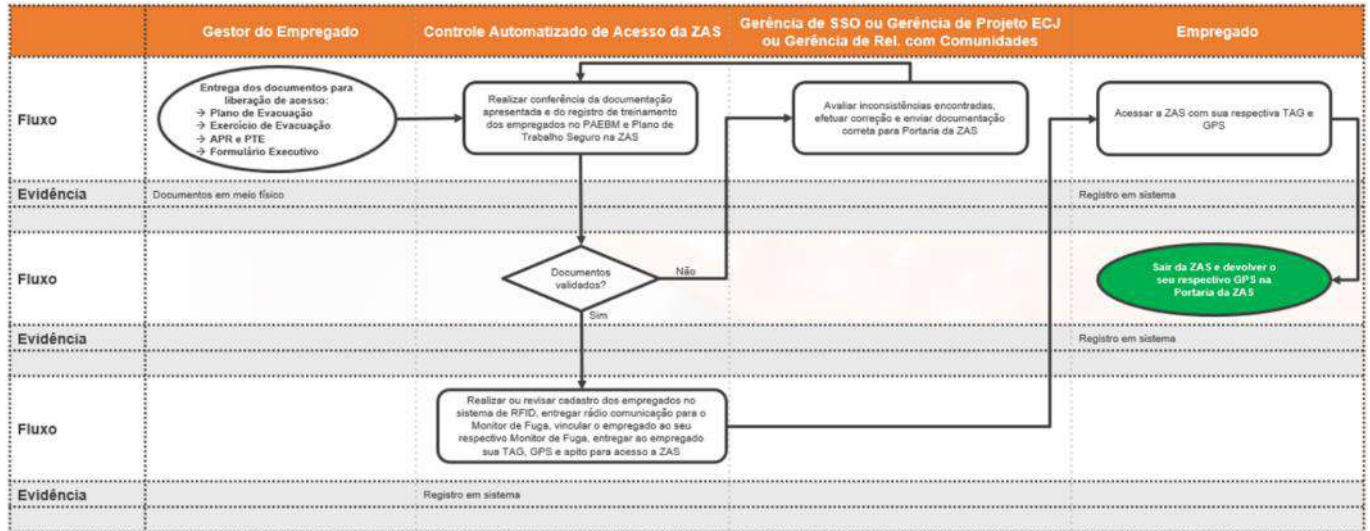 Gestor do Empregado
Controle Automatizado de Acesso da ZAS
Gerência de SSO ou Gerência de Projeto ECJ
ou Gerência de Rel. com Comunidades
Empregado
Fluxo
Entrega dos documentos para
liberação de acesso:
→ Plano de Evacuação
→ Exercício de Evacuação
→ APR e PTE
→ Formulário Executivo
Realizar conferência da documentação
apresentada e do registro de treinamento
dos empregados no PAEBM e Plano de
Trabalho Seguro na ZAS
Avaliar inconsistências encontradas,
efetuar correção e enviar documentação
correta para Portaria da ZAS
Acessar a ZAS com sua respectiva TAG e
GPS
Evidência
Documentos em meio físico
Registro em sistema
Fluxo
Documentos
validados?
Não
Sim
Sair da ZAS e devolver o
seu respectivo GPS na
Portaria da ZAS
Evidência
Registro em sistema
Fluxo
Realizar ou revisar cadastro dos empregados no
sistema de RFID, entregar rádio comunicação para o
Monitor de Fuga, vincular o empregado ao seu
respectivo Monitor de Fuga, entregar ao empregado
sua TAG, GPS e apito para acesso a ZAS
Evidência
Registro em sistema